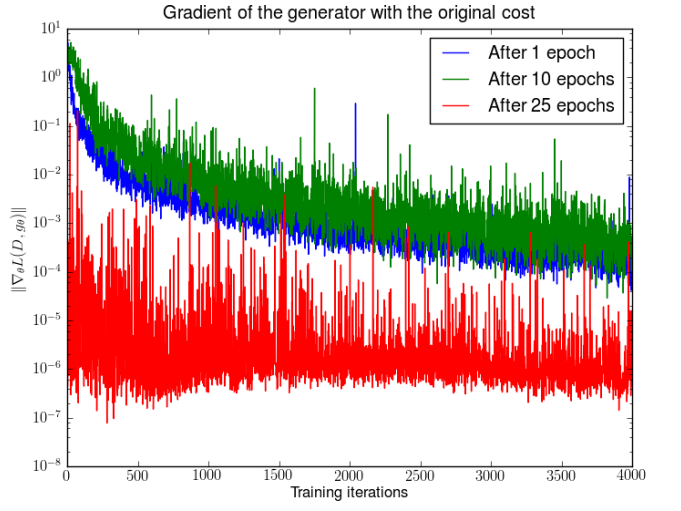 Gradient of the generator with the original cost
10¹
10⁰
10⁻¹
10⁻²
10⁻³
10⁻⁴
10⁻⁵
10⁻⁶
10⁻⁷
10⁻⁸
‖∇θL(D, gθ)‖
After 1 epoch
After 10 epochs
After 25 epochs
0 500 1000 1500 2000 2500 3000 3500 4000
Training iterations